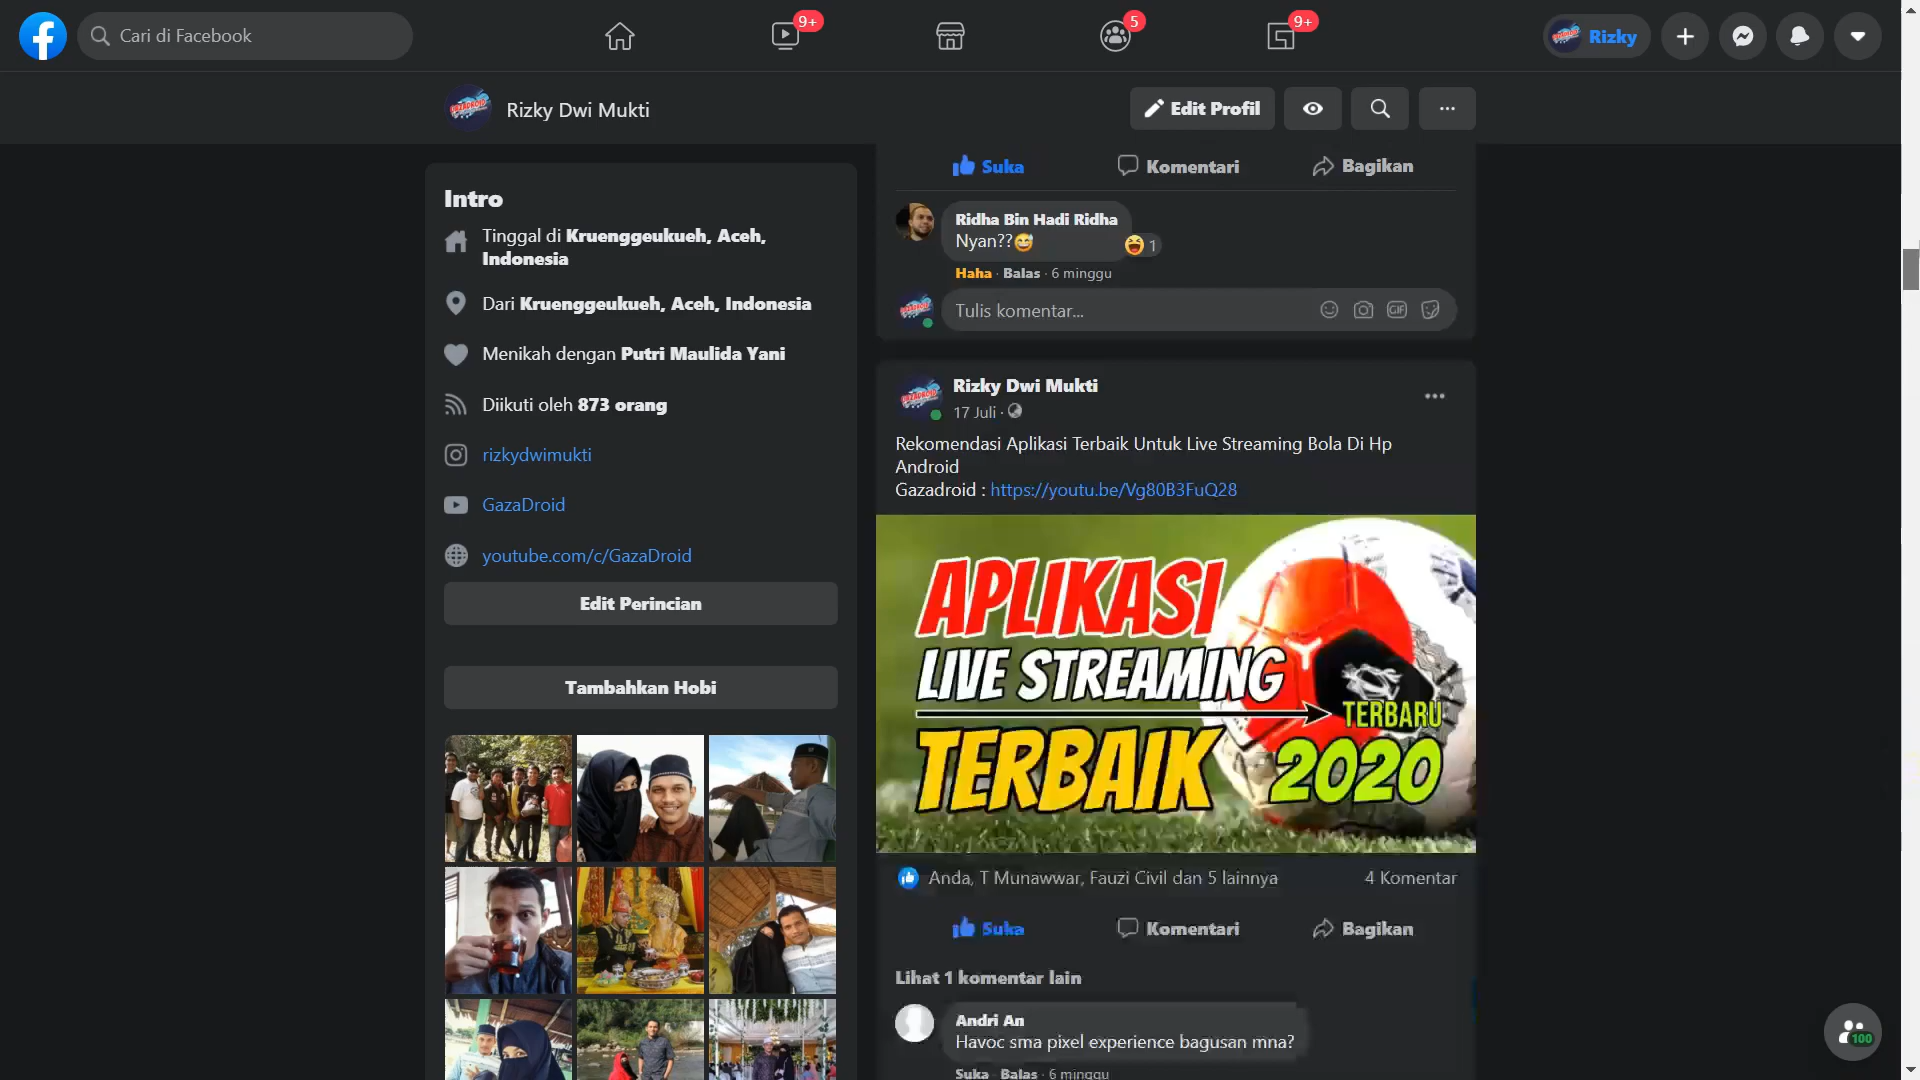 Cari di Facebook
9+
5
9+
Rizky
Rizky Dwi Mukti
Edit Profil
Intro
Tinggal di Kruenggeukueh, Aceh,
Indonesia
Dari Kruenggeukueh, Aceh, Indonesia
Menikah dengan Putri Maulida Yani
Diikuti oleh 873 orang
rizkydwimukti
GazaDroid
youtube.com/c/GazaDroid
Edit Perincian
Tambahkan Hobi
Suka
Komentari
Bagikan
Ridha Bin Hadi Ridha
Nyan??😅
1
Haha · Balas · 6 minggu
Tulis komentar...
GIF
Rizky Dwi Mukti
17 Juli ·
Rekomendasi Aplikasi Terbaik Untuk Live Streaming Bola Di Hp
Android
Gazadroid : https://youtu.be/Vg80B3FuQ28
APLIKASI
LIVE STREAMING
TERBARU
TERBAIK 2020
Anda, T Munawwar, Fauzi Civil dan 5 lainnya
4 Komentar
Suka
Komentari
Bagikan
Lihat 1 komentar lain
Andri An
Havoc sma pixel experience bagusan mna?
Suka · Balas · 6 minggu
100